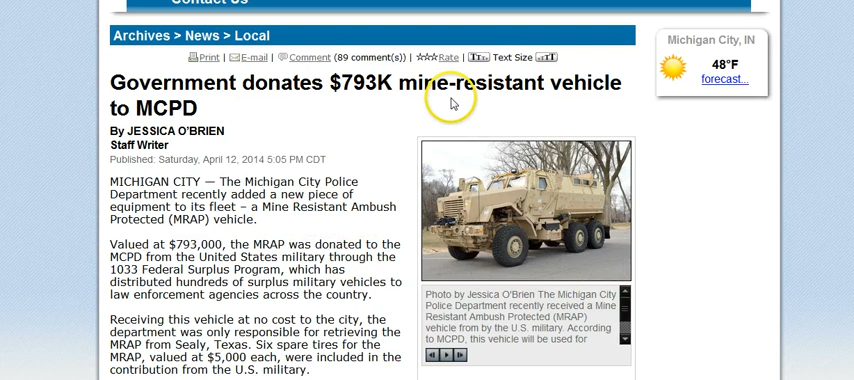 Contact Us
Archives > News > Local
Print | E-mail | Comment (89 comment(s)) | Rate | Text Size
Michigan City, IN
48°F
forecast...
Government donates $793K mine-resistant vehicle
to MCPD
By JESSICA O'BRIEN
Staff Writer
Published: Saturday, April 12, 2014 5:05 PM CDT
MICHIGAN CITY — The Michigan City Police
Department recently added a new piece of
equipment to its fleet – a Mine Resistant Ambush
Protected (MRAP) vehicle.
Valued at $793,000, the MRAP was donated to the
MCPD from the United States military through the
1033 Federal Surplus Program, which has
distributed hundreds of surplus military vehicles to
law enforcement agencies across the country.
Receiving this vehicle at no cost to the city, the
department was only responsible for retrieving the
MRAP from Sealy, Texas. Six spare tires for the
MRAP, valued at $5,000 each, were included in the
contribution from the U.S. military.
Photo by Jessica O'Brien The Michigan City
Police Department recently received a Mine
Resistant Ambush Protected (MRAP)
vehicle from by the U.S. military. According
to MCPD, this vehicle will be used for